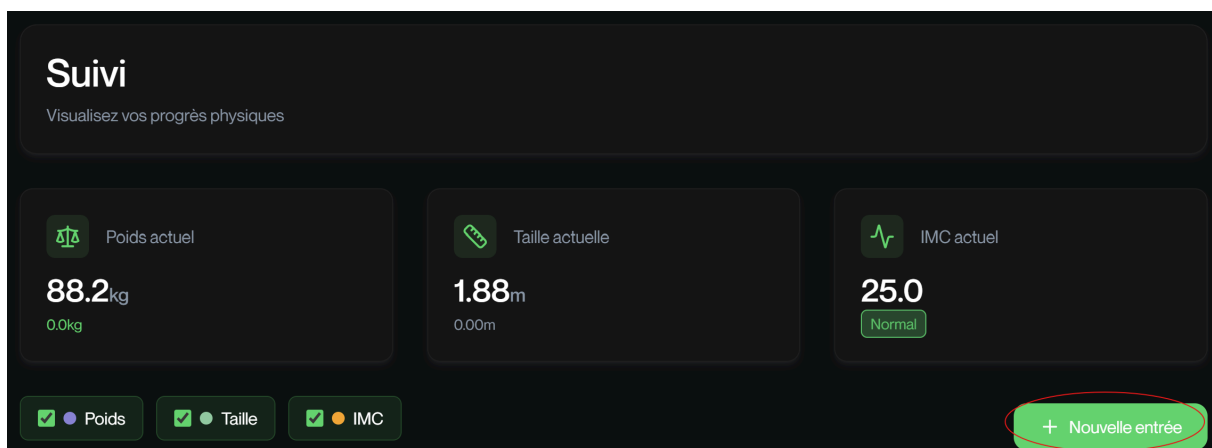 Suivi
Visualisez vos progrès physiques
Poids actuel
88.2kg
0.0kg
Taille actuelle
1.88m
0.00m
IMC actuel
25.0
Normal
Poids
Taille
IMC
+ Nouvelle entrée